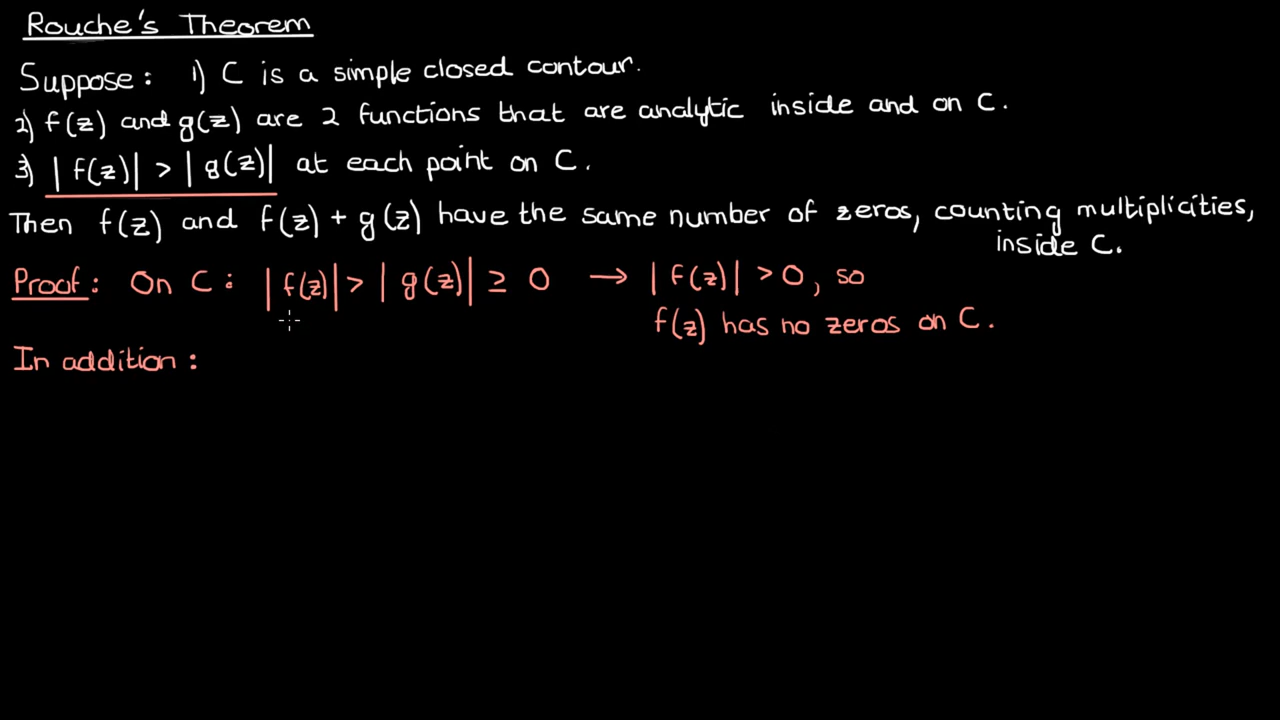 Rouche's Theorem
Suppose: 1) C is a simple closed contour.
2) f(z) and g(z) are 2 functions that are analytic inside and on C.
3) |f(z)| > |g(z)| at each point on C.
Then f(z) and f(z) + g(z) have the same number of zeros, counting multiplicities,
inside C.
Proof: On C: |f(z)| > |g(z)| ≥ 0 → |f(z)| > 0, so
f(z) has no zeros on C.
In addition: